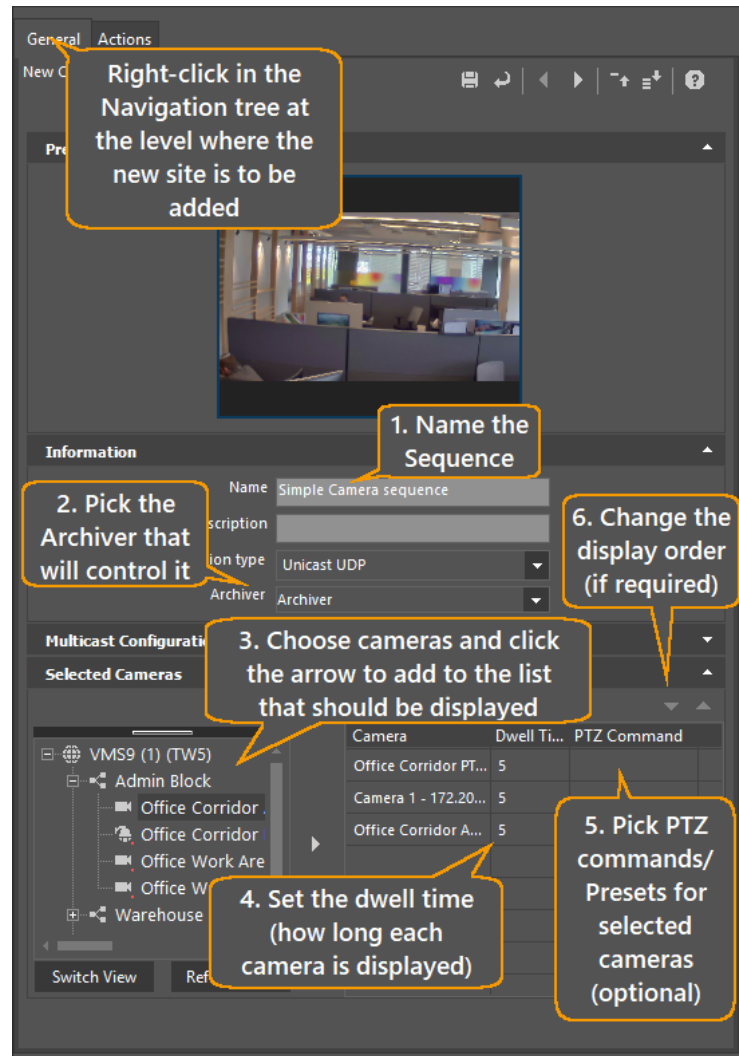 General Actions
New C
Right-click in the
Navigation tree at
the level where the
new site is to be
added
Pre
1. Name the
Sequence
Information
Name Simple Camera sequence
2. Pick the
Archiver that
will control it
scription
ion type Unicast UDP
Archiver Archiver
6. Change the
display order
(if required)
Multicast Configurati
3. Choose cameras and click
the arrow to add to the list
that should be displayed
Selected Cameras
Camera Dwell Ti... PTZ Command
VMS9 (1) (TW5)
Admin Block
Office Corridor
Office Corridor
Office Work Are
Office W
Warehouse
Office Corridor PT... 5
Camera 1 - 172.20... 5
Office Corridor A... 5
4. Set the dwell time
(how long each
camera is displayed)
5. Pick PTZ
commands/
Presets for
selected
cameras
(optional)
Switch View Ref